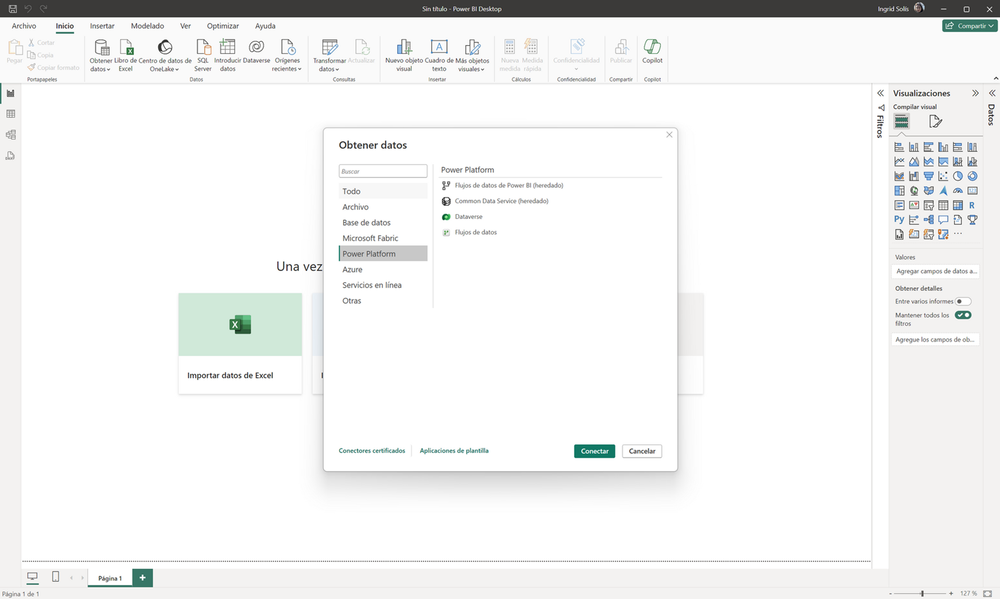 Sin título - Power BI Desktop
Ingrid Solís
Archivo
Inicio
Insertar
Modelado
Ver
Optimizar
Ayuda
Compartir
Pegar
Cortar
Copia
Copiar formato
Portapapeles
Obtener datos
Libro de Excel
Centro de datos de OneLake
SQL Server
Introducir datos
Dataverse
Orígenes recientes
Datos
Transformar datos
Actualizar
Consultas
Nuevo objeto visual
Cuadro de texto
Más objetos visuales
Insertar
Nueva medida
Medida rápida
Cálculos
Confidencialidad
Confidencialidad
Publicar
Compartir
Copilot
Copilot
DAX
Una vez
Importar datos de Excel
Obtener datos
Buscar
Todo
Archivo
Base de datos
Microsoft Fabric
Power Platform
Azure
Servicios en línea
Otras
Power Platform
Flujos de datos de Power BI (heredado)
Common Data Service (heredado)
Dataverse
Flujos de datos
Conectores certificados
Aplicaciones de plantilla
Conectar
Cancelar
Filtros
Visualizaciones
Compilar visual
123
R
Py
123
Valores
Agregar campos de datos a...
Obtener detalles
Entre varios informes
Mantener todos los
filtros
Agregue los campos de ob...
Datos
Página 1
Página 1 de 1
- + 127 %